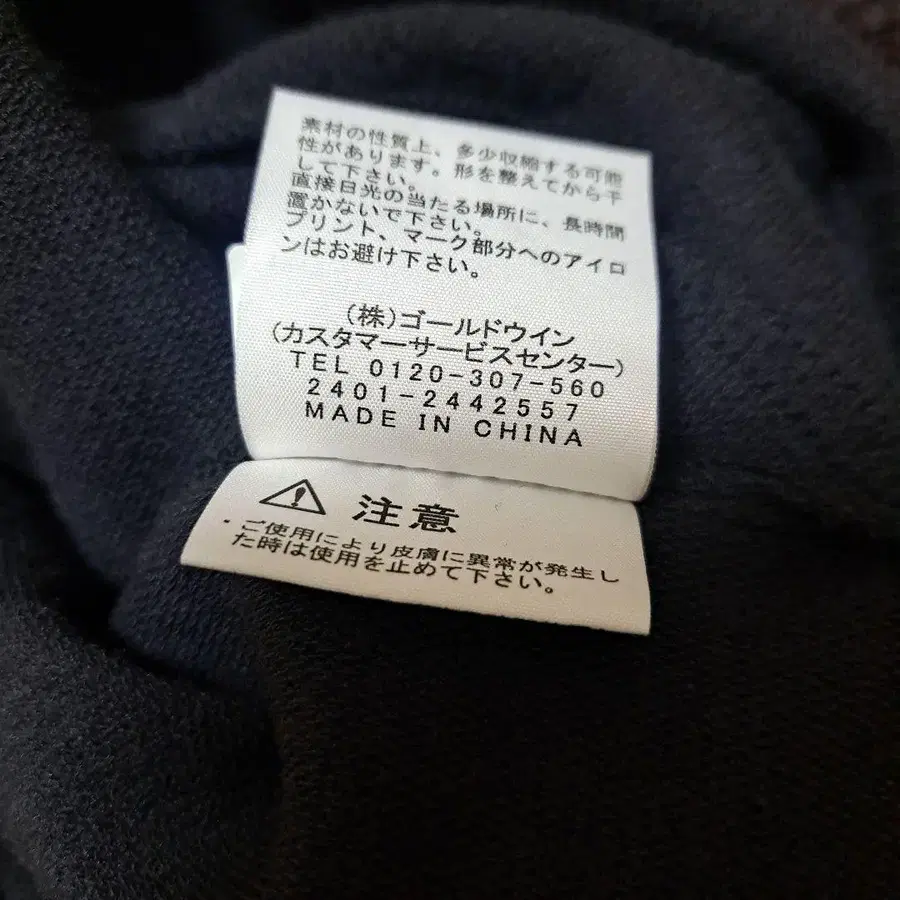 素材の性質上、多少収縮する可能
性があります。形を整えてから干
して下さい。
直接日光の当たる場所に、長時間
置かないで下さい。
プリント、マーク部分へのアイロ
ンはお避け下さい。
(株)ゴールドウイン
(カスタマーサービスセンター)
TEL 0120-307-560
2401-2442557
MADE IN CHINA
注意
・ご使用により皮膚に異常が発生し
た時は使用を止めて下さい。